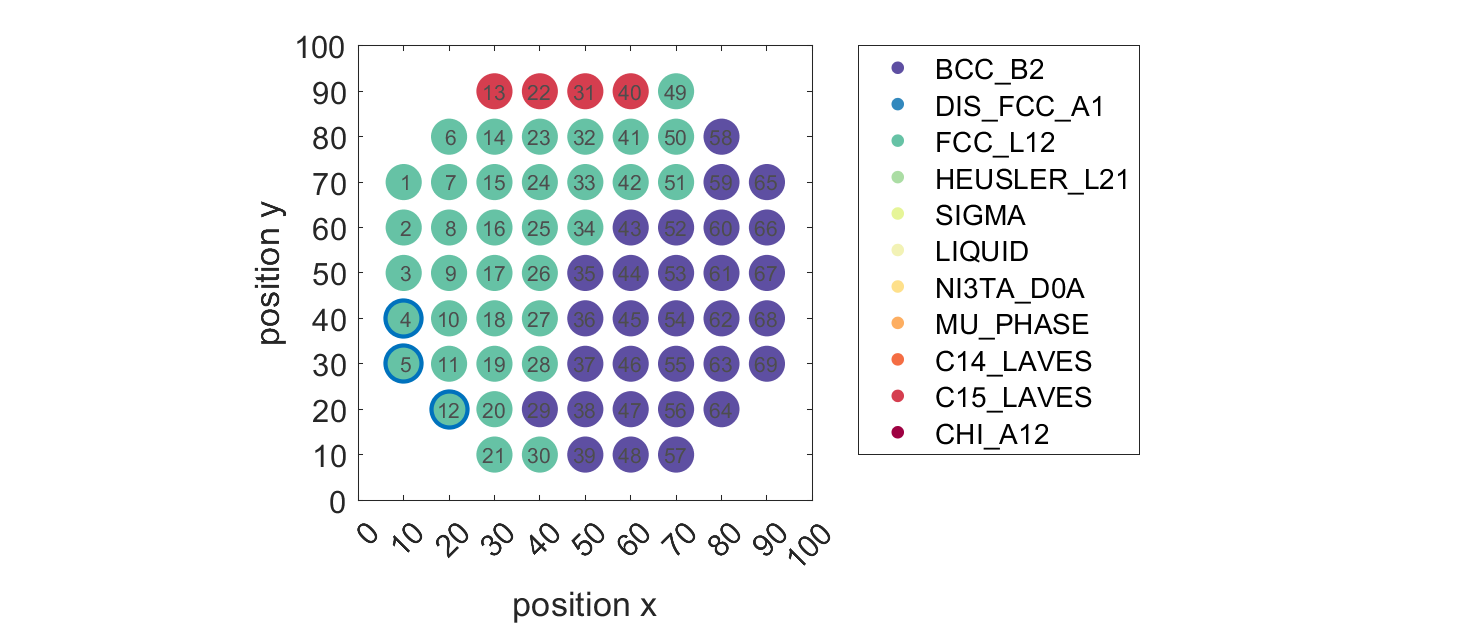 100
90
80
70
60
50
40
30
20
10
0
position y
13 22 31 40 49
6 14 23 32 41 50 58
1 7 15 24 33 42 51 59 65
2 8 16 25 34 43 52 60 66
3 9 17 26 35 44 53 61 67
4 10 18 27 36 45 54 62 68
5 11 19 28 37 46 55 63 69
12 20 29 38 47 56 64
21 30 39 48 57
0 10 20 30 40 50 60 70 80 90 100
position x
BCC_B2
DIS_FCC_A1
FCC_L12
HEUSLER_L21
SIGMA
LIQUID
NI3TA_D0A
MU_PHASE
C14_LAVES
C15_LAVES
CHI_A12